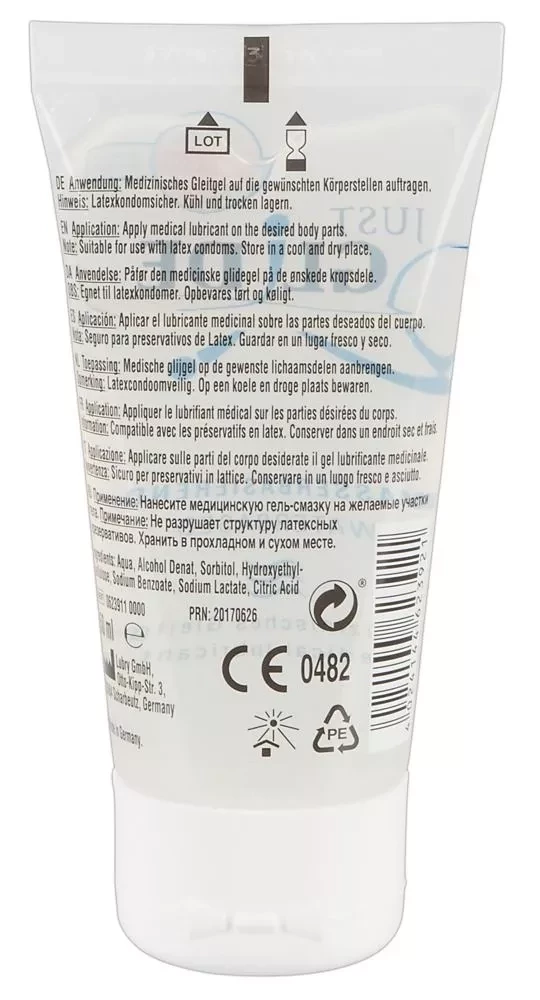 LOT
DE Anwendung: Medizinisches Gleitgel auf die gewünschten Körperstellen auftragen.
Hinweis: Latexkondomsicher. Kühl und trocken lagern.
EN Application: Apply medical lubricant on the desired body parts.
Note: Suitable for use with latex condoms. Store in a cool and dry place.
DA Anvendelse: Påfør den medicinske glidegel på de ønskede kropsdele.
OBS: Egnet til latexkondomer. Opbevares tørt og køligt.
ES Aplicación: Aplicar el lubricante medicinal sobre las partes deseados del cuerpo.
Nota: Seguro para preservativos de Latex. Guardar en un lugar fresco y seco.
NL Toepassing: Medische glijgel op de gewenste lichaamsdelen aanbrengen.
Latexcondoomveilig. Op een koele en droge plaats bewaren.
FR Application: Appliquer le lubrifiant médical sur les parties désirées du corps.
Compatible avec les préservatifs en latex. Conserver dans un endroit sec et frais.
Applicazione: Applicare sulle parti del corpo desiderate il gel lubrificante medicinale.
Sicuro per preservativi in lattice. Conservare in un luogo fresco e asciutto.
Применение: Нанесите медицинскую гель-смазку на желаемые участки
Примечание: Не разрушает структуру латексных
Хранить в прохладном и сухом месте.
Aqua, Alcohol Denat, Sorbitol, Hydroxyethyl-
Sodium Benzoate, Sodium Lactate, Citric Acid
0623911 0000
PRN: 20170626
ml ℮
CE 0482
Lubry GmbH,
Otto-Kipp-Str. 3,
Scharbeutz, Germany
in Germany.
PE
4024144623921
JUST
GLIDE